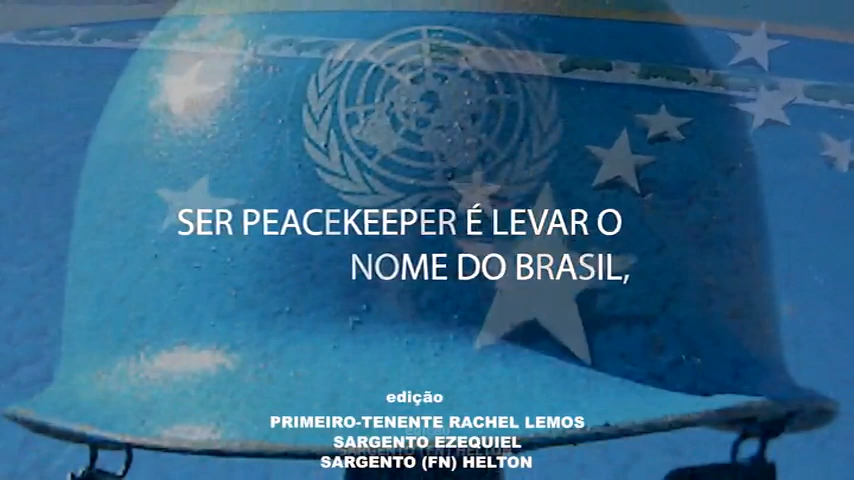 SER PEACEKEEPER É LEVAR O
NOME DO BRASIL,
edição
PRIMEIRO-TENENTE RACHEL LEMOS
SARGENTO EZEQUIEL
SARGENTO (FN) HELTON